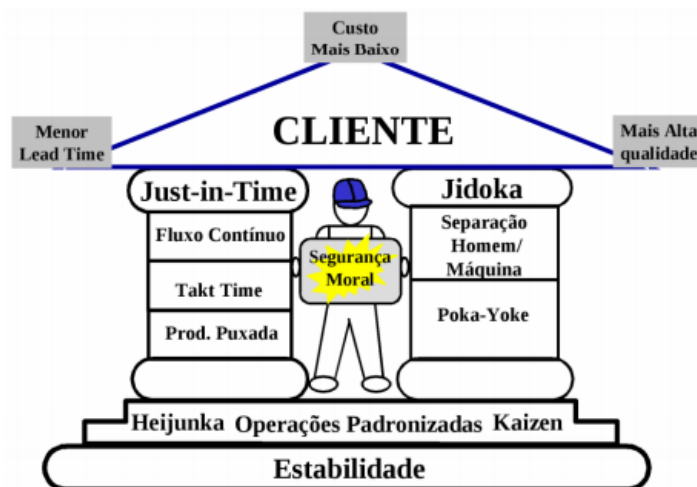 Custo
Mais Baixo
Menor
Lead Time
CLIENTE
Mais Alta
qualidade
Just-in-Time
Jidoka
Fluxo Contínuo
Separação
Homem/
Máquina
Segurança
Moral
Takt Time
Poka-Yoke
Prod. Puxada
Heijunka Operações Padronizadas Kaizen
Estabilidade